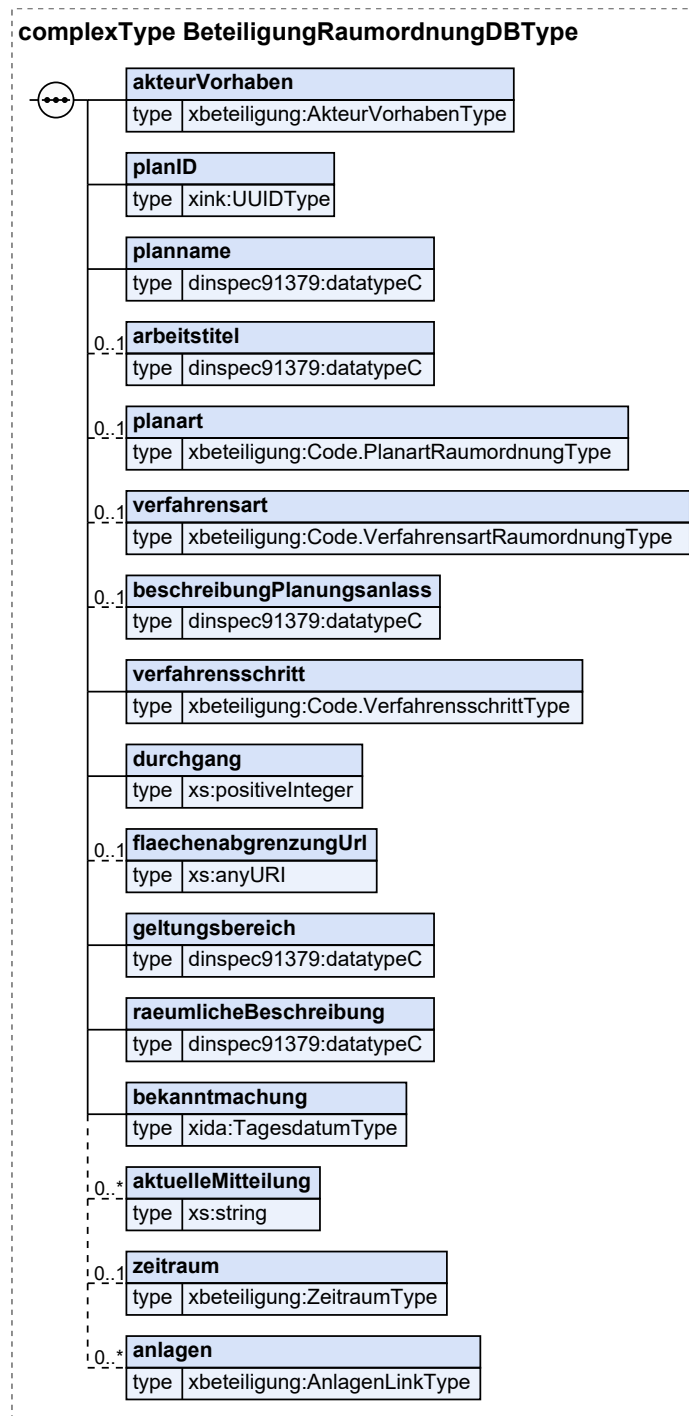 complexType BeteiligungRaumordnungDBType
akteurVorhaben
type xbeteiligung:AkteurVorhabenType
planID
type xink:UUIDType
planname
type dinspec91379:datatypeC
0..1 arbeitstitel
type dinspec91379:datatypeC
0..1 planart
type xbeteiligung:Code.PlanartRaumordnungType
0..1 verfahrensart
type xbeteiligung:Code.VerfahrensartRaumordnungType
0..1 beschreibungPlanungsanlass
type dinspec91379:datatypeC
verfahrensschritt
type xbeteiligung:Code.VerfahrensschrittType
durchgang
type xs:positiveInteger
0..1 flaechenabgrenzungUrl
type xs:anyURI
geltungsbereich
type dinspec91379:datatypeC
raeumlicheBeschreibung
type dinspec91379:datatypeC
bekanntmachung
type xida:TagesdatumType
0..* aktuelleMitteilung
type xs:string
0..1 zeitraum
type xbeteiligung:ZeitraumType
0..* anlagen
type xbeteiligung:AnlagenLinkType